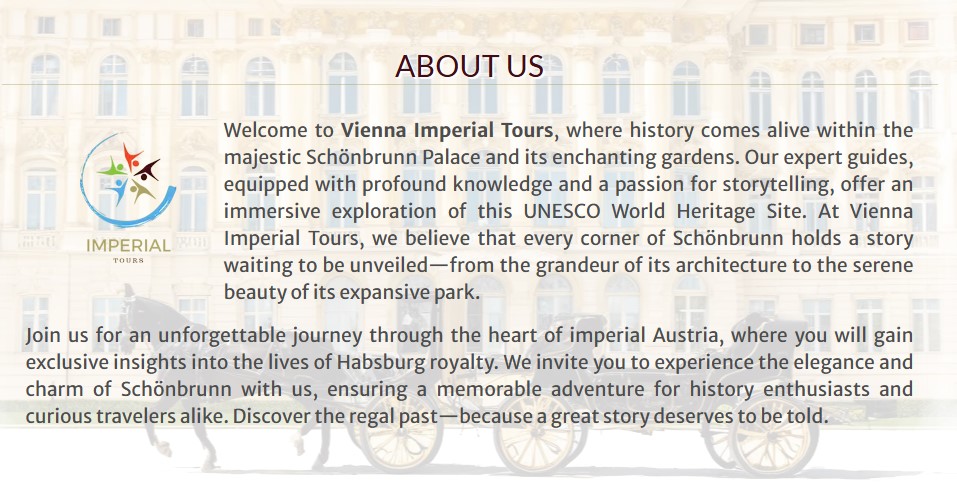 ABOUT US
Welcome to Vienna Imperial Tours, where history comes alive within the
majestic Schönbrunn Palace and its enchanting gardens. Our expert guides,
equipped with profound knowledge and a passion for storytelling, offer an
immersive exploration of this UNESCO World Heritage Site. At Vienna
Imperial Tours, we believe that every corner of Schönbrunn holds a story
waiting to be unveiled—from the grandeur of its architecture to the serene
beauty of its expansive park.
IMPERIAL
TOURS
Join us for an unforgettable journey through the heart of imperial Austria, where you will gain
exclusive insights into the lives of Habsburg royalty. We invite you to experience the elegance and
charm of Schönbrunn with us, ensuring a memorable adventure for history enthusiasts and
curious travelers alike. Discover the regal past—because a great story deserves to be told.